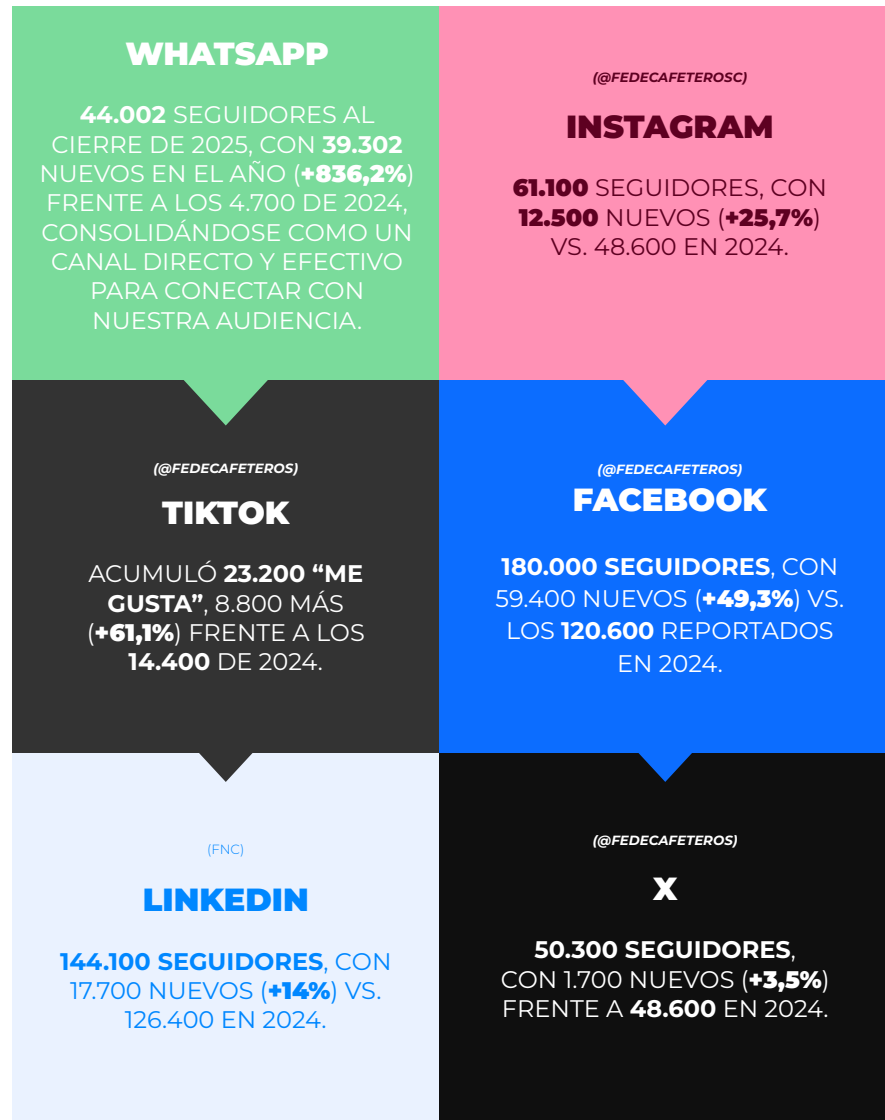 WHATSAPP
44.002 SEGUIDORES AL
CIERRE DE 2025, CON 39.302
NUEVOS EN EL AÑO (+836,2%)
FRENTE A LOS 4.700 DE 2024,
CONSOLIDÁNDOSE COMO UN
CANAL DIRECTO Y EFECTIVO
PARA CONECTAR CON
NUESTRA AUDIENCIA.
(@FEDECAFETEROSC)
INSTAGRAM
61.100 SEGUIDORES, CON
12.500 NUEVOS (+25,7%)
VS. 48.600 EN 2024.
(@FEDECAFETEROS)
TIKTOK
ACUMULÓ 23.200 “ME
GUSTA”, 8.800 MÁS
(+61,1%) FRENTE A LOS
14.400 DE 2024.
(@FEDECAFETEROS)
FACEBOOK
180.000 SEGUIDORES, CON
59.400 NUEVOS (+49,3%) VS.
LOS 120.600 REPORTADOS
EN 2024.
(FNC)
LINKEDIN
144.100 SEGUIDORES, CON
17.700 NUEVOS (+14%) VS.
126.400 EN 2024.
(@FEDECAFETEROS)
X
50.300 SEGUIDORES,
CON 1.700 NUEVOS (+3,5%)
FRENTE A 48.600 EN 2024.